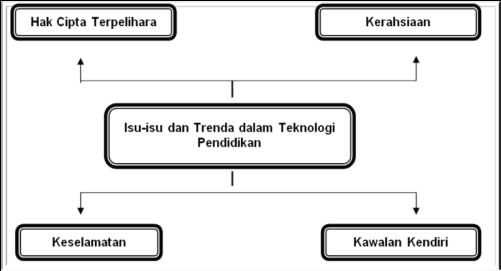 Hak Cipta Terpelihara
Kerahsiaan
Isu-isu dan Trenda dalam Teknologi
Pendidikan
Keselamatan
Kawalan Kendiri